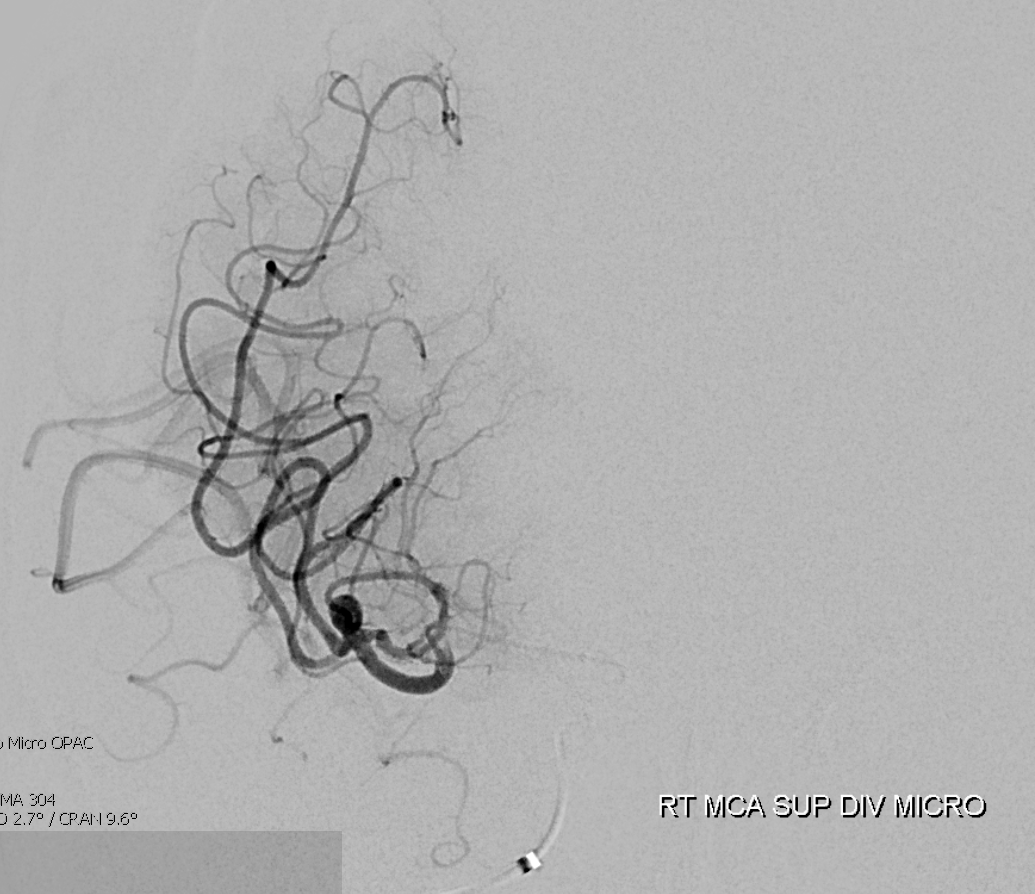 Micro OPAC
MA 304
2.7° / CRAN 9.6°
RT MCA SUP DIV MICRO